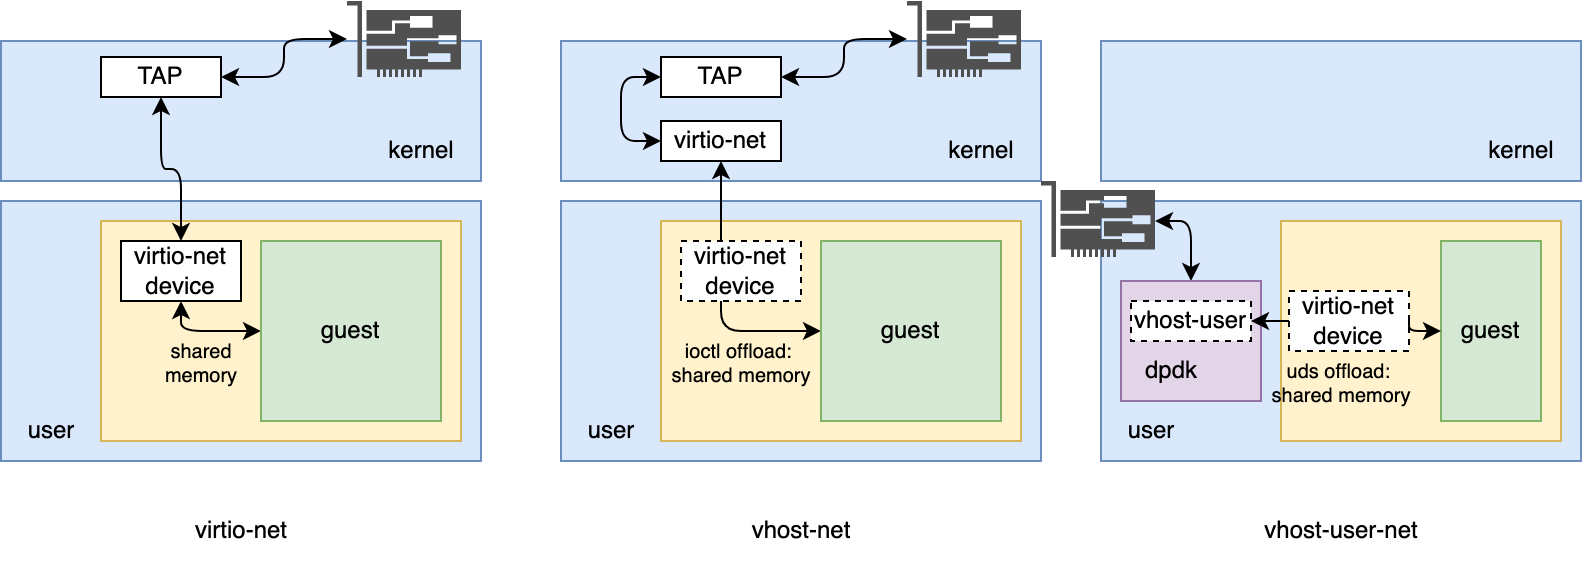 TAP
kernel
virtio-net
device
guest
shared
memory
user
virtio-net
TAP
virtio-net
kernel
virtio-net
device
guest
ioctl offload:
shared memory
user
vhost-net
kernel
vhost-user
dpdk
virtio-net
device
guest
uds offload:
shared memory
user
vhost-user-net